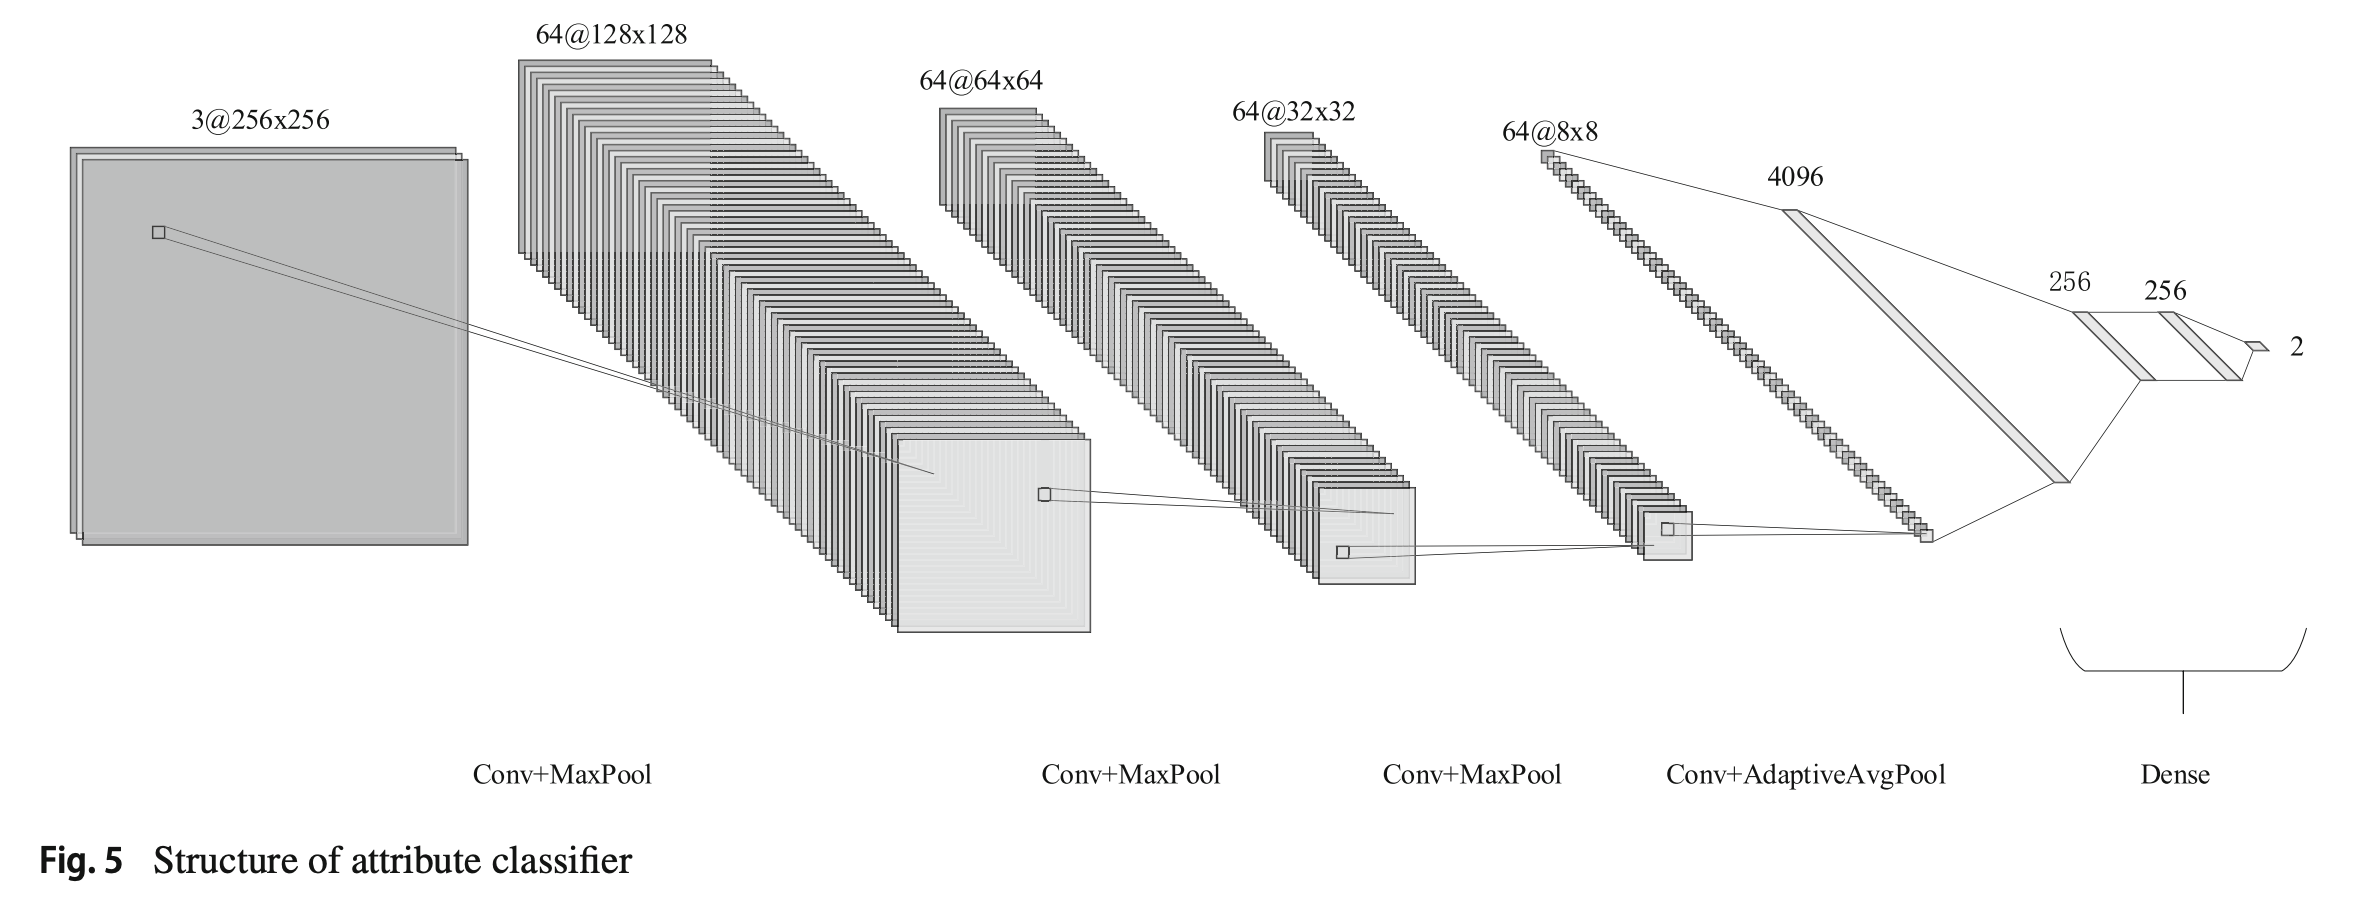 64@128x128
64@64x64
64@32x32
3@256x256
64@8x8
4096
256
256
2
Conv+MaxPool
Conv+MaxPool
Conv+MaxPool
Conv+AdaptiveAvgPool
Dense
Fig. 5 Structure of attribute classifier